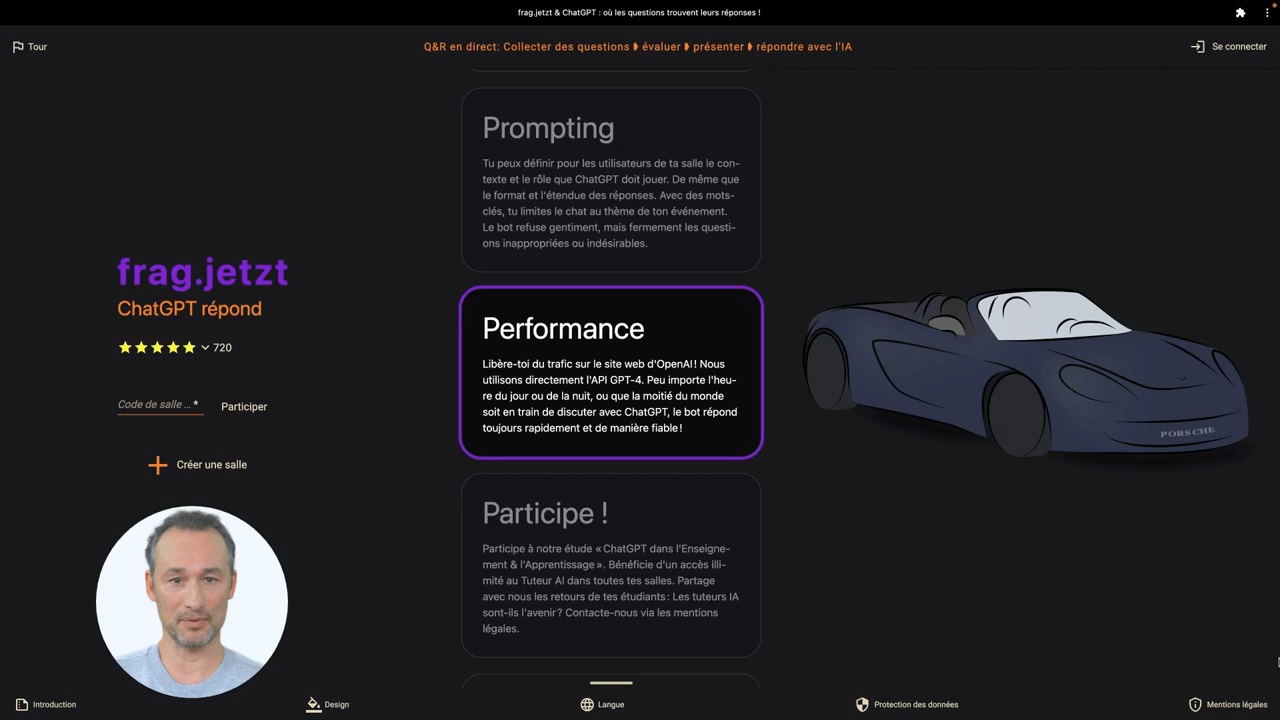 frag.jetzt & ChatGPT : où les questions trouvent leurs réponses !
Tour
Q&R en direct: Collecter des questions ❥ évaluer ❥ présenter ❥ répondre avec l'IA
Se connecter
Prompting
Tu peux définir pour les utilisateurs de ta salle le con-
texte et le rôle que ChatGPT doit jouer. De même que
le format et l'étendue des réponses. Avec des mots-
clés, tu limites le chat au thème de ton événement.
Le bot refuse gentiment, mais fermement les questi-
ons inappropriées ou indésirables.
frag.jetzt
ChatGPT répond
720
Code de salle ... *
Participer
Créer une salle
Performance
Libère-toi du trafic sur le site web d'OpenAI ! Nous
utilisons directement l'API GPT-4. Peu importe l'heu-
re du jour ou de la nuit, ou que la moitié du monde
soit en train de discuter avec ChatGPT, le bot répond
toujours rapidement et de manière fiable !
PORSCHE
Participe !
Participe à notre étude « ChatGPT dans l'Enseigne-
ment & l'Apprentissage ». Bénéficie d'un accès illi-
mité au Tuteur AI dans toutes tes salles. Partage
avec nous les retours de tes étudiants : Les tuteurs IA
sont-ils l'avenir ? Contacte-nous via les mentions
légales.
Introduction
Design
Langue
Protection des données
Mentions légales